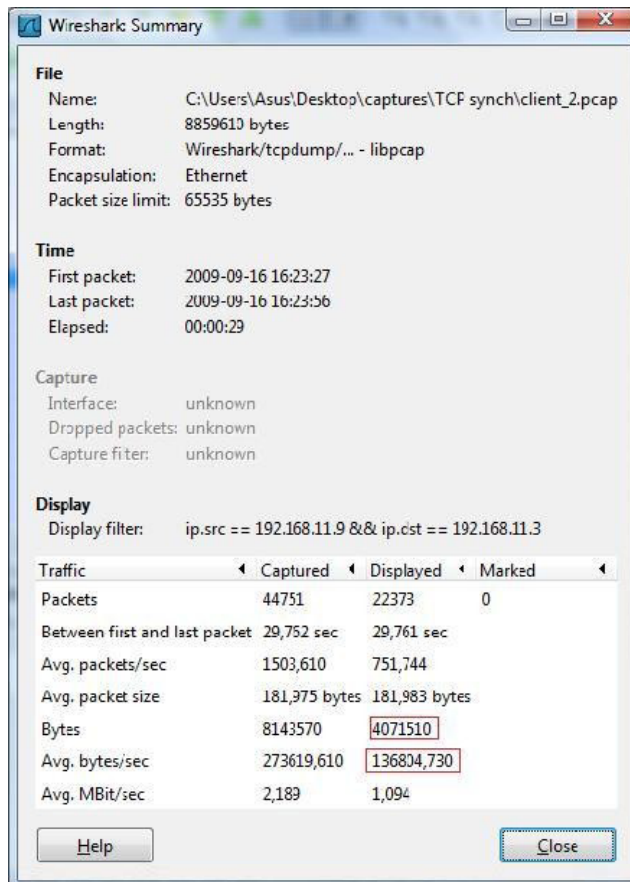 Wireshark: Summary
File
Name: C:\Users\Asus\Desktop\captures\TCP synch\client_2.pcap
Length: 8859610 bytes
Format: Wireshark/tcpdump/... - libpcap
Encapsulation: Ethernet
Packet size limit: 65535 bytes
Time
First packet: 2009-09-16 16:23:27
Last packet: 2009-09-16 16:23:56
Elapsed: 00:00:29
Capture
Interface: unknown
Dropped packets: unknown
Capture filter: unknown
Display
Display filter: ip.src == 192.168.11.9 && ip.dst == 192.168.11.3
Traffic Captured Displayed Marked
Packets 44751 22373 0
Between first and last packet 29,752 sec 29,761 sec
Avg. packets/sec 1503,610 751,744
Avg. packet size 181,975 bytes 181,983 bytes
Bytes 8143570 4071510
Avg. bytes/sec 273619,610 136804,730
Avg. MBit/sec 2,189 1,094
Help Close